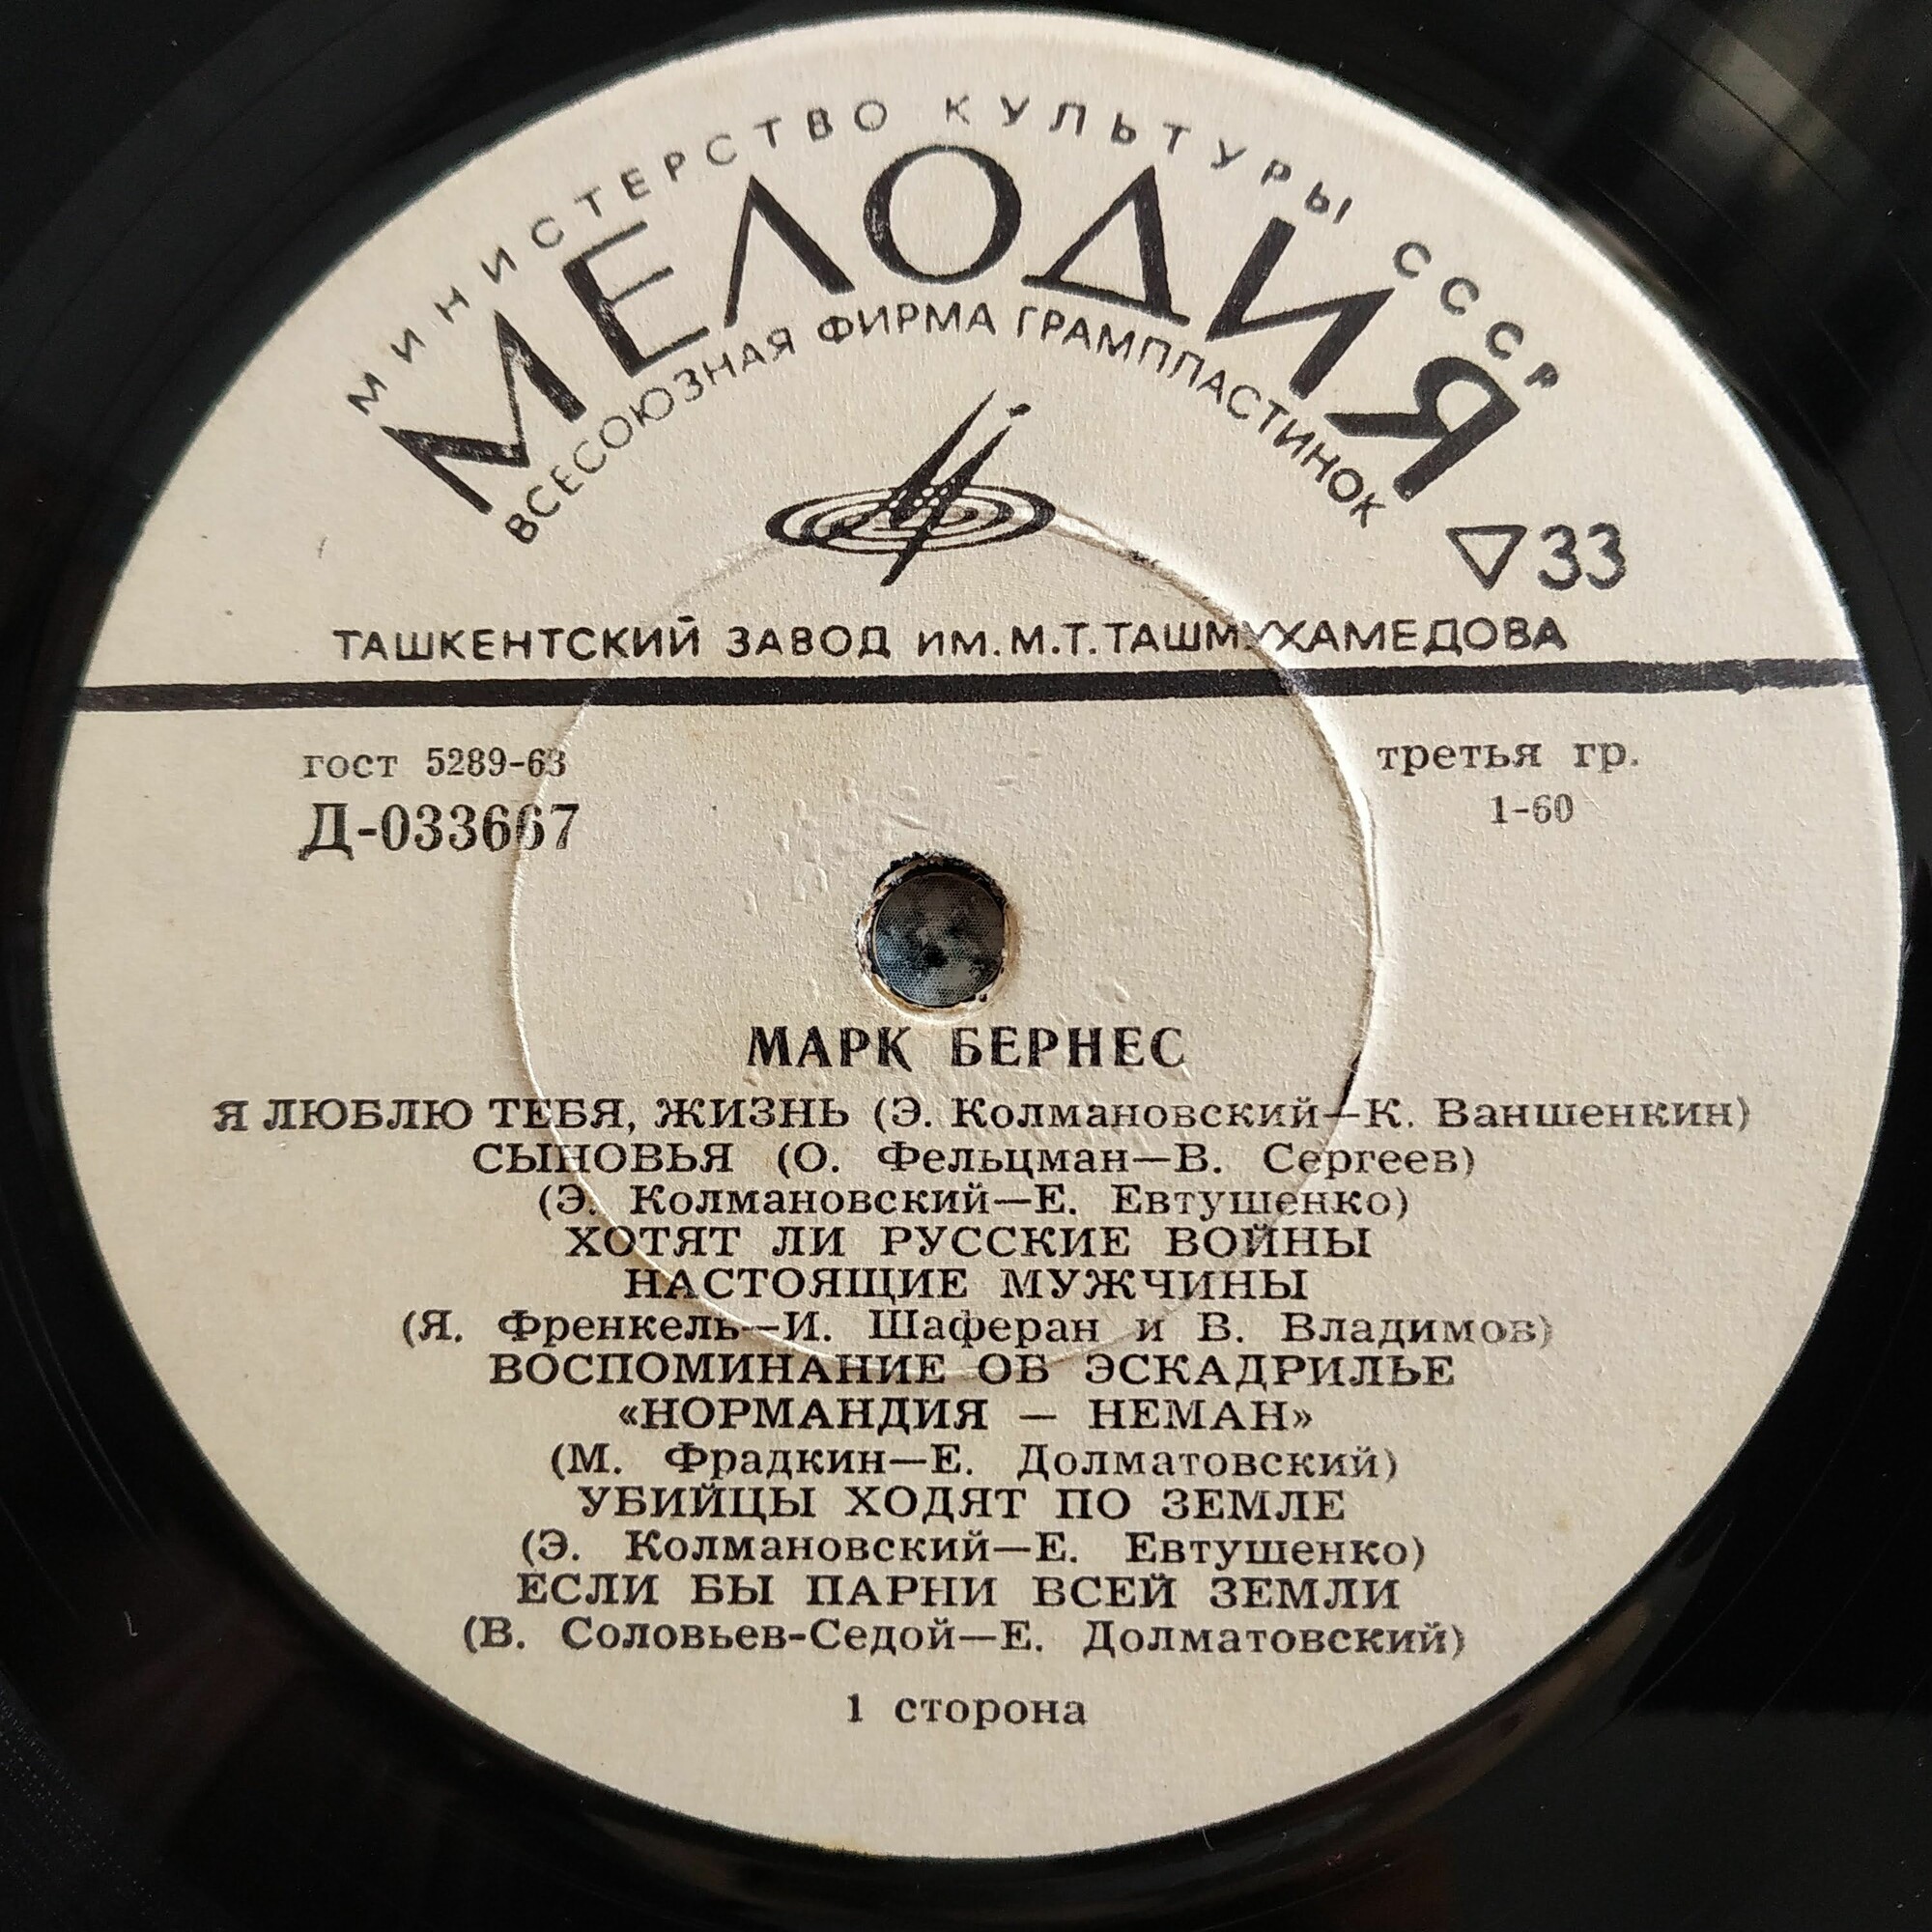 МИНИСТЕРСТВО КУЛЬТУРЫ СССР
МЕЛОДИЯ
ВСЕСОЮЗНАЯ ФИРМА ГРАМПЛАСТИНОК
▽33
ТАШКЕНТСКИЙ ЗАВОД ИМ. М.Т. ТАШМУХАМЕДОВА
гост 5289-63
Д-033667
третья гр.
1-60
МАРК БЕРНЕС
Я ЛЮБЛЮ ТЕБЯ, ЖИЗНЬ (Э. Колмановский—К. Ваншенкин)
СЫНОВЬЯ (О. Фельцман—В. Сергеев)
(Э. Колмановский—Е. Евтушенко)
ХОТЯТ ЛИ РУССКИЕ ВОЙНЫ
НАСТОЯЩИЕ МУЖЧИНЫ
(Я. Френкель—И. Шаферан и В. Владимов)
ВОСПОМИНАНИЕ ОБ ЭСКАДРИЛЬЕ
«НОРМАНДИЯ — НЕМАН»
(М. Фрадкин—Е. Долматовский)
УБИЙЦЫ ХОДЯТ ПО ЗЕМЛЕ
(Э. Колмановский—Е. Евтушенко)
ЕСЛИ БЫ ПАРНИ ВСЕЙ ЗЕМЛИ
(В. Соловьев-Седой—Е. Долматовский)
1 сторона